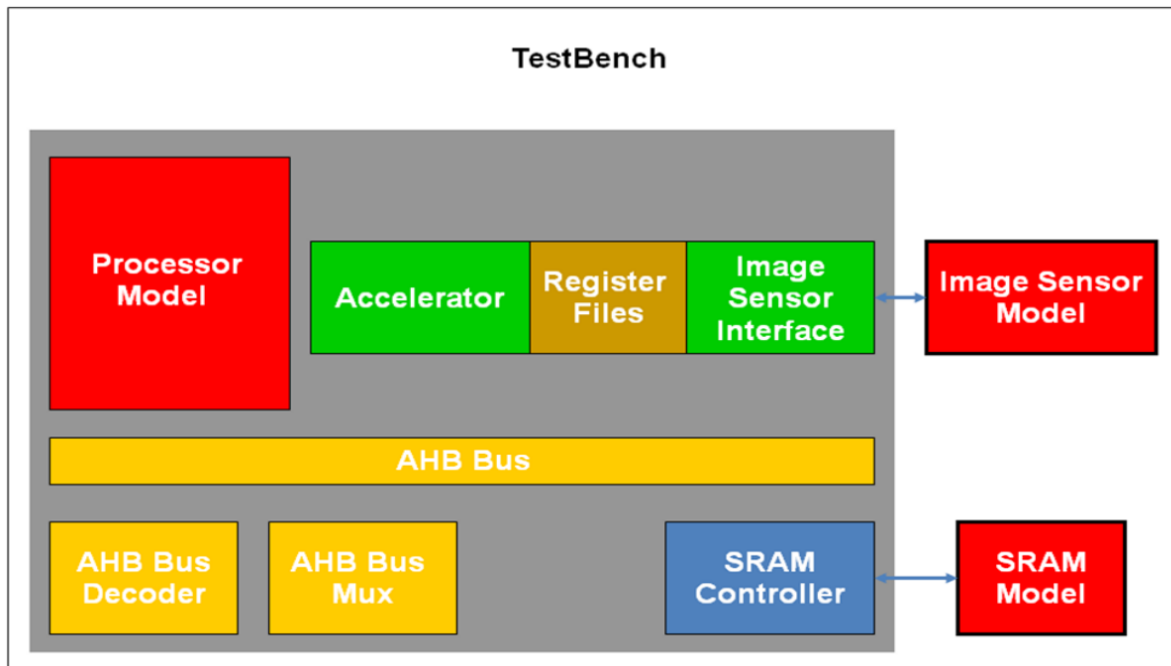 TestBench
Processor
Model
Accelerator
Register
Files
Image
Sensor
Interface
Image Sensor
Model
AHB Bus
AHB Bus
Decoder
AHB Bus
Mux
SRAM
Controller
SRAM
Model